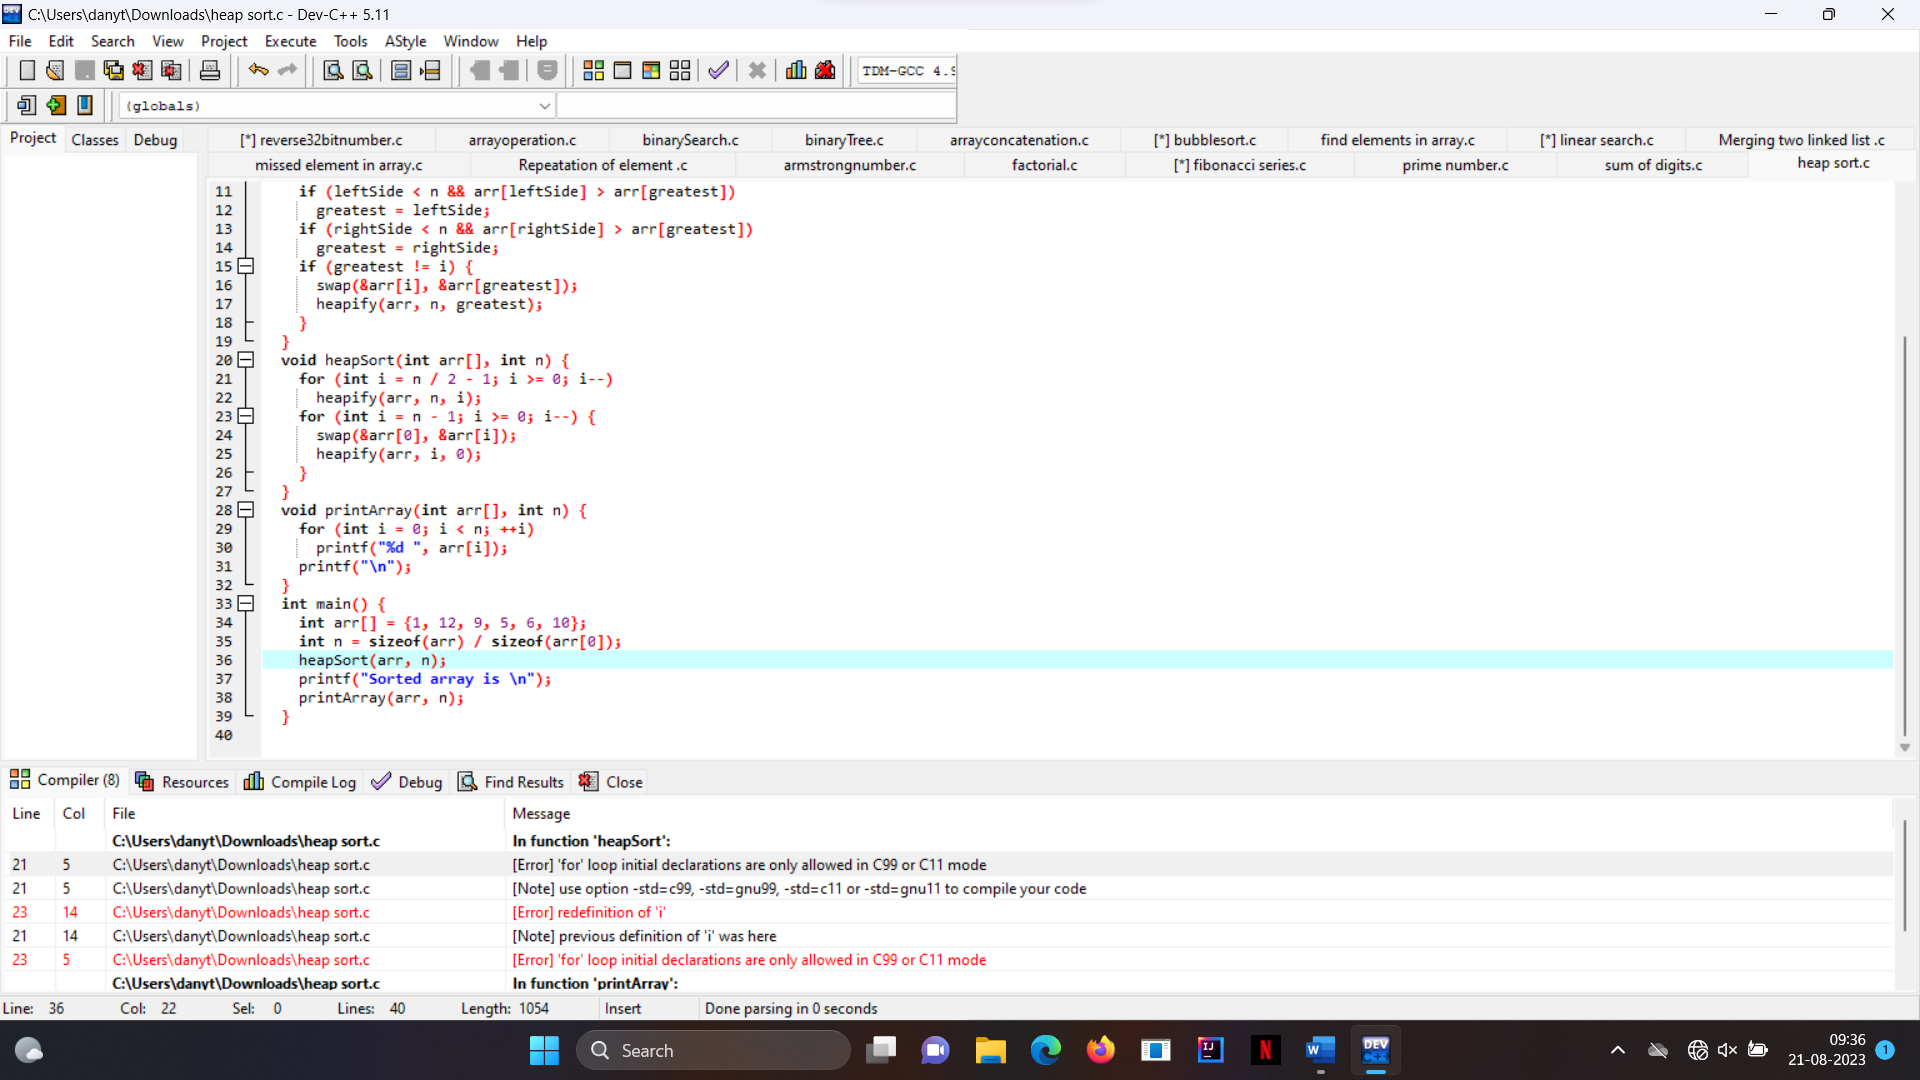 C:\Users\danyt\Downloads\heap sort.c - Dev-C++ 5.11
File Edit Search View Project Execute Tools AStyle Window Help
TDM-GCC 4.9
(globals)
Project Classes Debug
[*] reverse32bitnumber.c arrayoperation.c binarySearch.c binaryTree.c arrayconcatenation.c [*] bubblesort.c find elements in array.c [*] linear search.c Merging two linked list .c
missed element in array.c Repeatation of element .c armstrongnumber.c factorial.c [*] fibonacci series.c prime number.c sum of digits.c heap sort.c
11 if (leftSide < n && arr[leftSide] > arr[greatest])
12 greatest = leftSide;
13 if (rightSide < n && arr[rightSide] > arr[greatest])
14 greatest = rightSide;
15 if (greatest != i) {
16 swap(&arr[i], &arr[greatest]);
17 heapify(arr, n, greatest);
18 }
19 }
20 void heapSort(int arr[], int n) {
21 for (int i = n / 2 - 1; i >= 0; i--)
22 heapify(arr, n, i);
23 for (int i = n - 1; i >= 0; i--) {
24 swap(&arr[0], &arr[i]);
25 heapify(arr, i, 0);
26 }
27 }
28 void printArray(int arr[], int n) {
29 for (int i = 0; i < n; ++i)
30 printf("%d ", arr[i]);
31 printf("\n");
32 }
33 int main() {
34 int arr[] = {1, 12, 9, 5, 6, 10};
35 int n = sizeof(arr) / sizeof(arr[0]);
36 heapSort(arr, n);
37 printf("Sorted array is \n");
38 printArray(arr, n);
39 }
40
Compiler (8) Resources Compile Log Debug Find Results Close
Line Col File Message
C:\Users\danyt\Downloads\heap sort.c In function 'heapSort':
21 5 C:\Users\danyt\Downloads\heap sort.c [Error] 'for' loop initial declarations are only allowed in C99 or C11 mode
21 5 C:\Users\danyt\Downloads\heap sort.c [Note] use option -std=c99, -std=gnu99, -std=c11 or -std=gnu11 to compile your code
23 14 C:\Users\danyt\Downloads\heap sort.c [Error] redefinition of 'i'
21 14 C:\Users\danyt\Downloads\heap sort.c [Note] previous definition of 'i' was here
23 5 C:\Users\danyt\Downloads\heap sort.c [Error] 'for' loop initial declarations are only allowed in C99 or C11 mode
C:\Users\danyt\Downloads\heap sort.c In function 'printArray':
Line: 36 Col: 22 Sel: 0 Lines: 40 Length: 1054 Insert Done parsing in 0 seconds
Search
IJ
N
W
DEV C++
09:36
21-08-2023
1